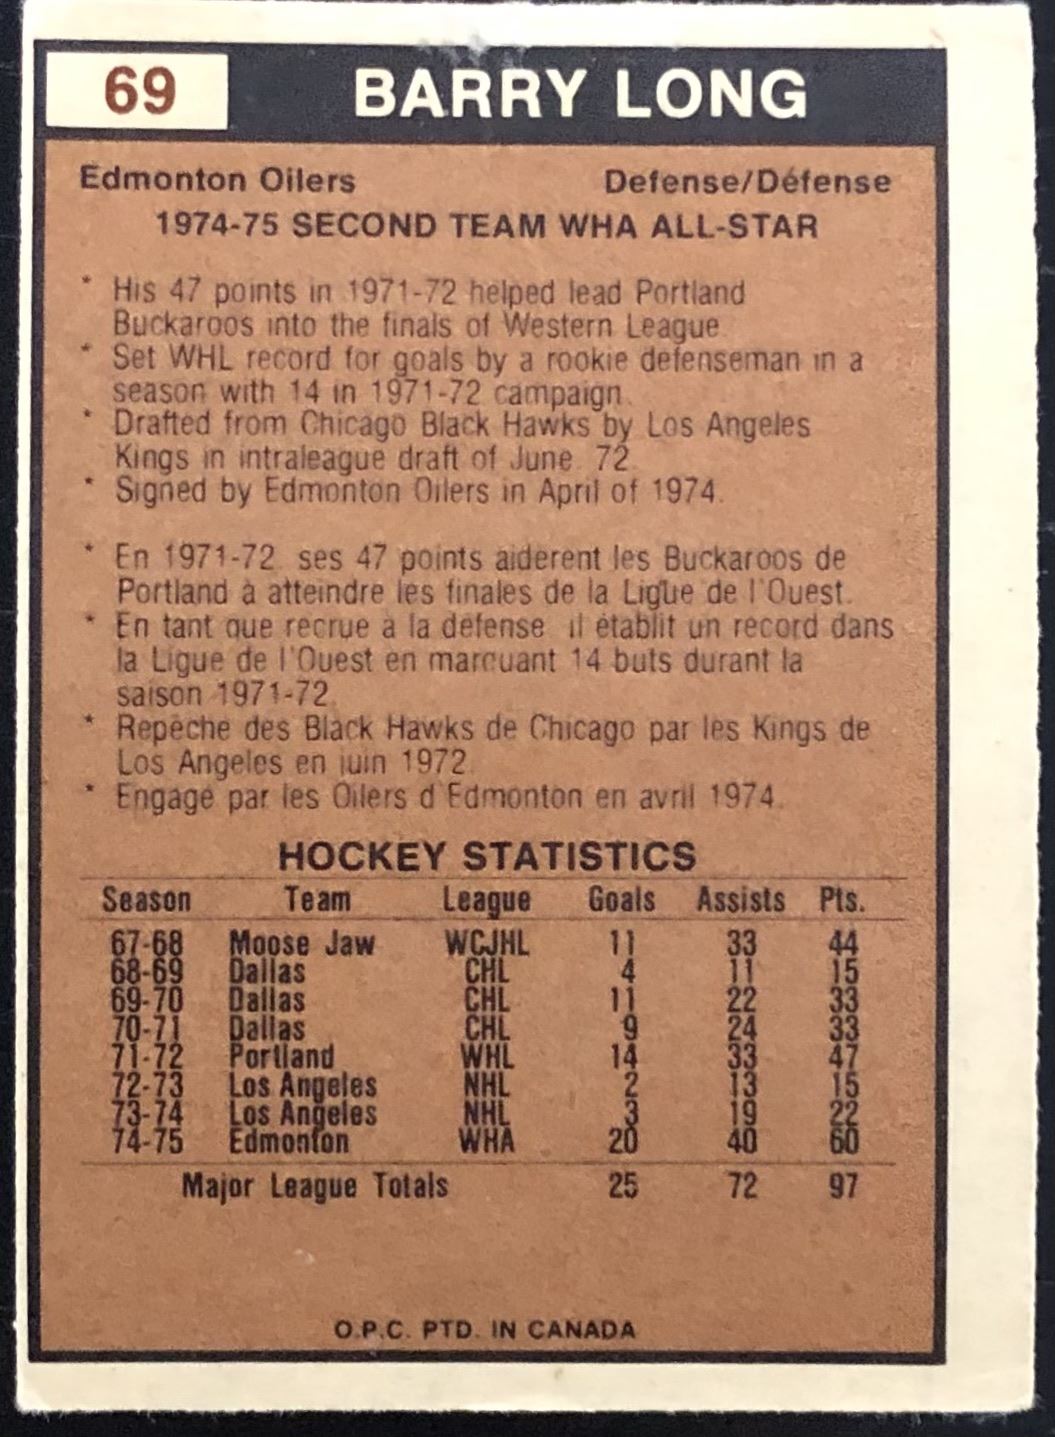 69 BARRY LONG
Edmonton Oilers Defense/Défense
1974-75 SECOND TEAM WHA ALL-STAR
* His 47 points in 1971-72 helped lead Portland
Buckaroos into the finals of Western League.
* Set WHL record for goals by a rookie defenseman in a
season with 14 in 1971-72 campaign.
* Drafted from Chicago Black Hawks by Los Angeles
Kings in intraleague draft of June 72.
* Signed by Edmonton Oilers in April of 1974.
* En 1971-72 ses 47 points aiderent les Buckaroos de
Portland à atteindre les finales de la Ligue de l'Ouest.
* En tant que recrue à la défense il établit un record dans
la Ligue de l'Ouest en marquant 14 buts durant la
saison 1971-72.
* Repêché des Black Hawks de Chicago par les Kings de
Los Angeles en juin 1972.
* Engagé par les Oilers d'Edmonton en avril 1974.
HOCKEY STATISTICS
Season Team League Goals Assists Pts.
67-68 Moose Jaw WCJHL 11 33 44
68-69 Dallas CHL 4 11 15
69-70 Dallas CHL 11 22 33
70-71 Dallas CHL 9 24 33
71-72 Portland WHL 14 33 47
72-73 Los Angeles NHL 2 13 15
73-74 Los Angeles NHL 3 19 22
74-75 Edmonton WHA 20 40 60
Major League Totals 25 72 97
O.P.C. PTD. IN CANADA